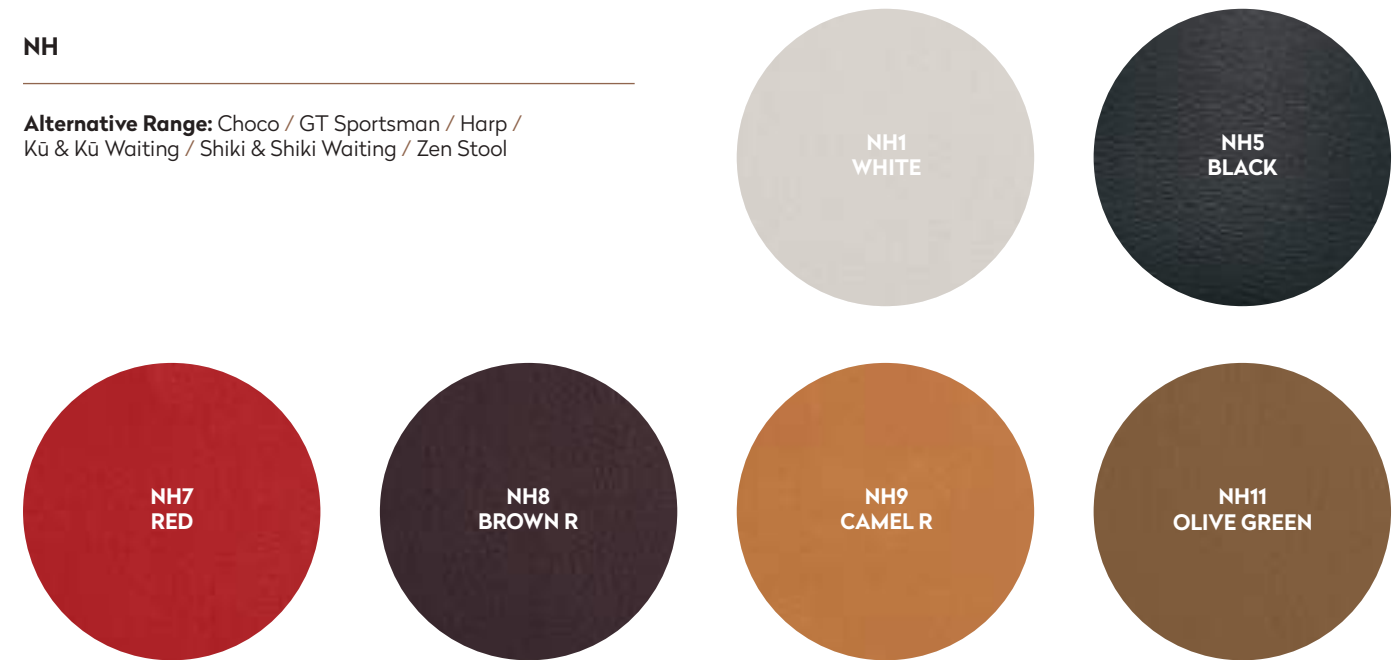 NH
Alternative Range: Choco / GT Sportsman / Harp /
Kū & Kū Waiting / Shiki & Shiki Waiting / Zen Stool
NH1
WHITE
NH5
BLACK
NH7
RED
NH8
BROWN R
NH9
CAMEL R
NH11
OLIVE GREEN